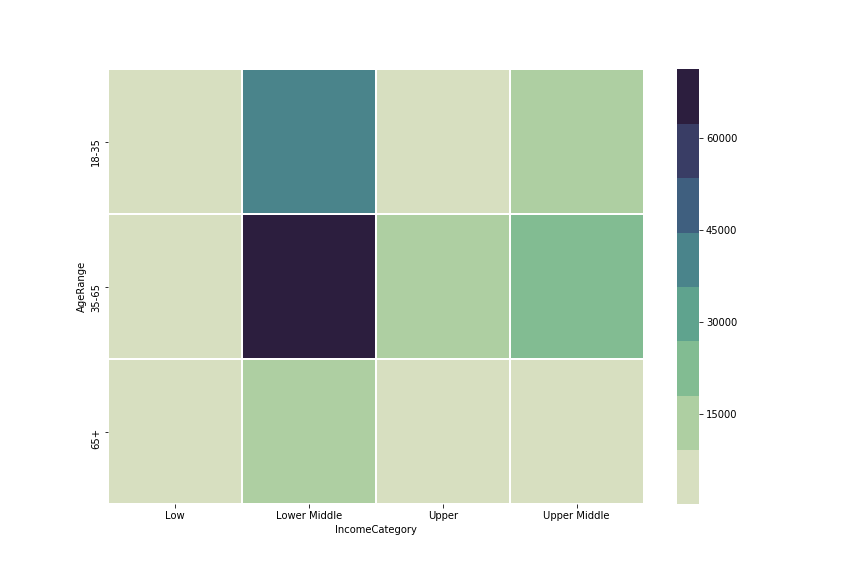 AgeRange
18-35
35-65
65+
Low
Lower Middle
Upper
Upper Middle
IncomeCategory
60000
45000
30000
15000